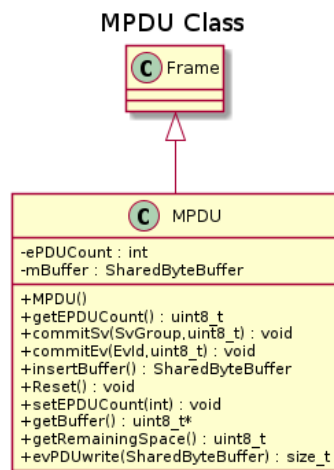 MPDU Class
C Frame
C MPDU
-ePDUCount : int
-mBuffer : SharedByteBuffer
+MPDU()
+getEPDUCount() : uint8_t
+commitSv(SvGroup,uint8_t) : void
+commitEv(EvId,uint8_t) : void
+insertBuffer() : SharedByteBuffer
+Reset() : void
+setEPDUCount(int) : void
+getBuffer() : uint8_t*
+getRemainingSpace() : uint8_t
+evPDUwrite(SharedByteBuffer) : size_t